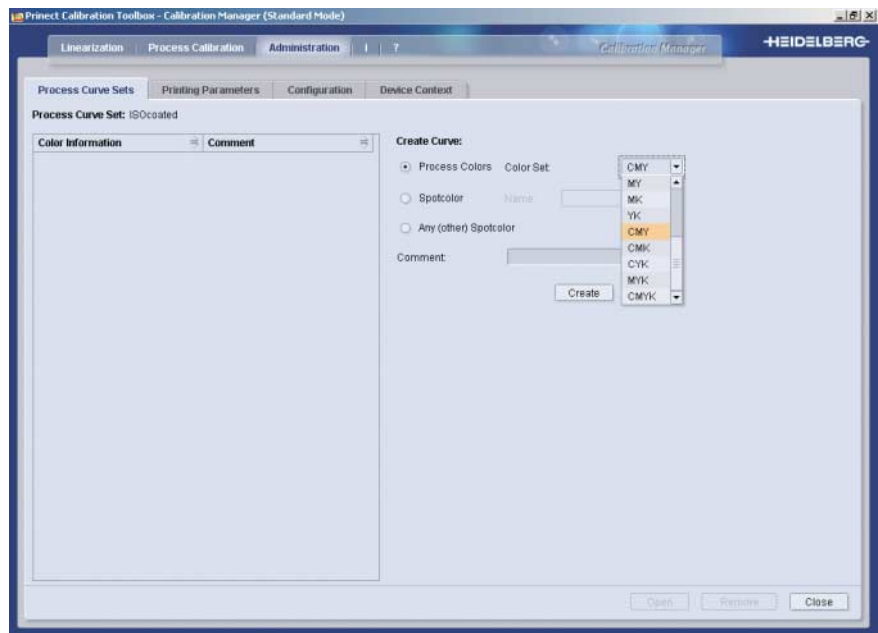 Prinect Calibration Toolbox - Calibration Manager (Standard Mode)
Linearization Process Calibration Administration i ? Calibration Manager HEIDELBERG
Process Curve Sets Printing Parameters Configuration Device Context
Process Curve Set: ISOcoated
Color Information Comment
Create Curve:
Process Colors Color Set: CMY
Spotcolor Name:
Any (other) Spotcolor
Comment:
MY
MK
YK
CMY
CMK
CYK
MYK
CMYK
Create
Open Remove Close